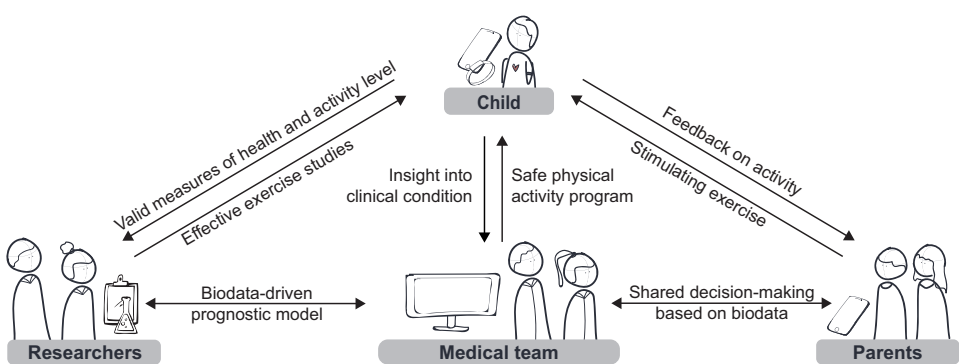 Child
Valid measures of health and activity level
Effective exercise studies
Insight into
clinical condition
Safe physical
activity program
Feedback on activity
Stimulating exercise
Biodata-driven
prognostic model
Shared decision-making
based on biodata
Researchers
Medical team
Parents